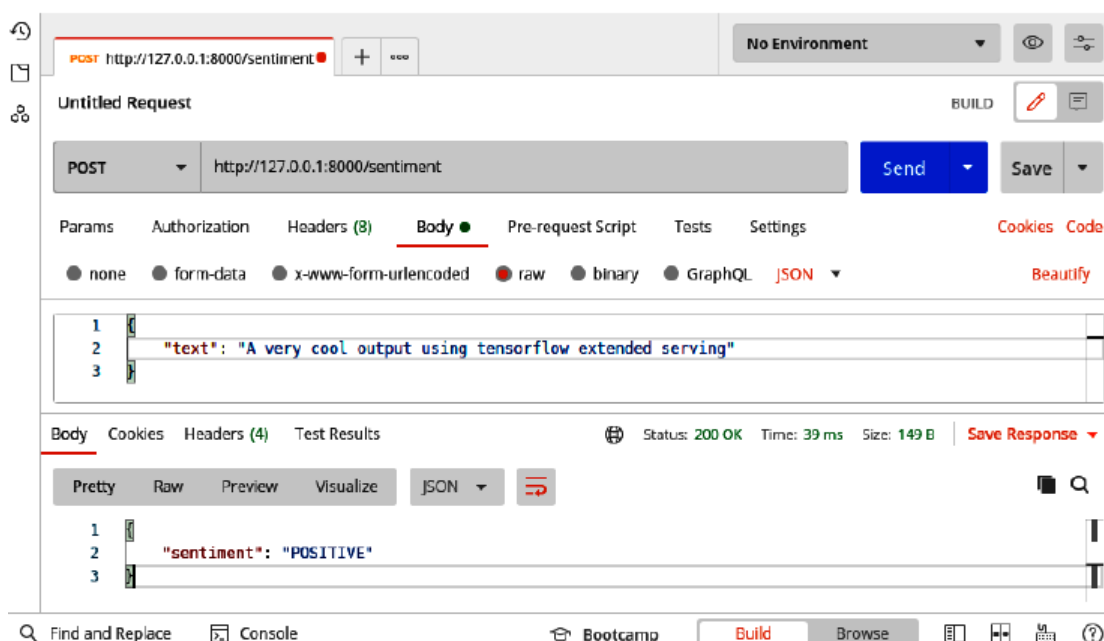 POST http://127.0.0.1:8000/sentiment
No Environment
Untitled Request
BUILD
POST http://127.0.0.1:8000/sentiment Send Save
Params Authorization Headers (8) Body Pre-request Script Tests Settings Cookies Code
none form-data x-www-form-urlencoded raw binary GraphQL JSON Beautify
1 {
2 "text": "A very cool output using tensorflow extended serving"
3 }
Body Cookies Headers (4) Test Results Status: 200 OK Time: 39 ms Size: 149 B Save Response
Pretty Raw Preview Visualize JSON
1 {
2 "sentiment": "POSITIVE"
3 }
Find and Replace Console Bootcamp Build Browse